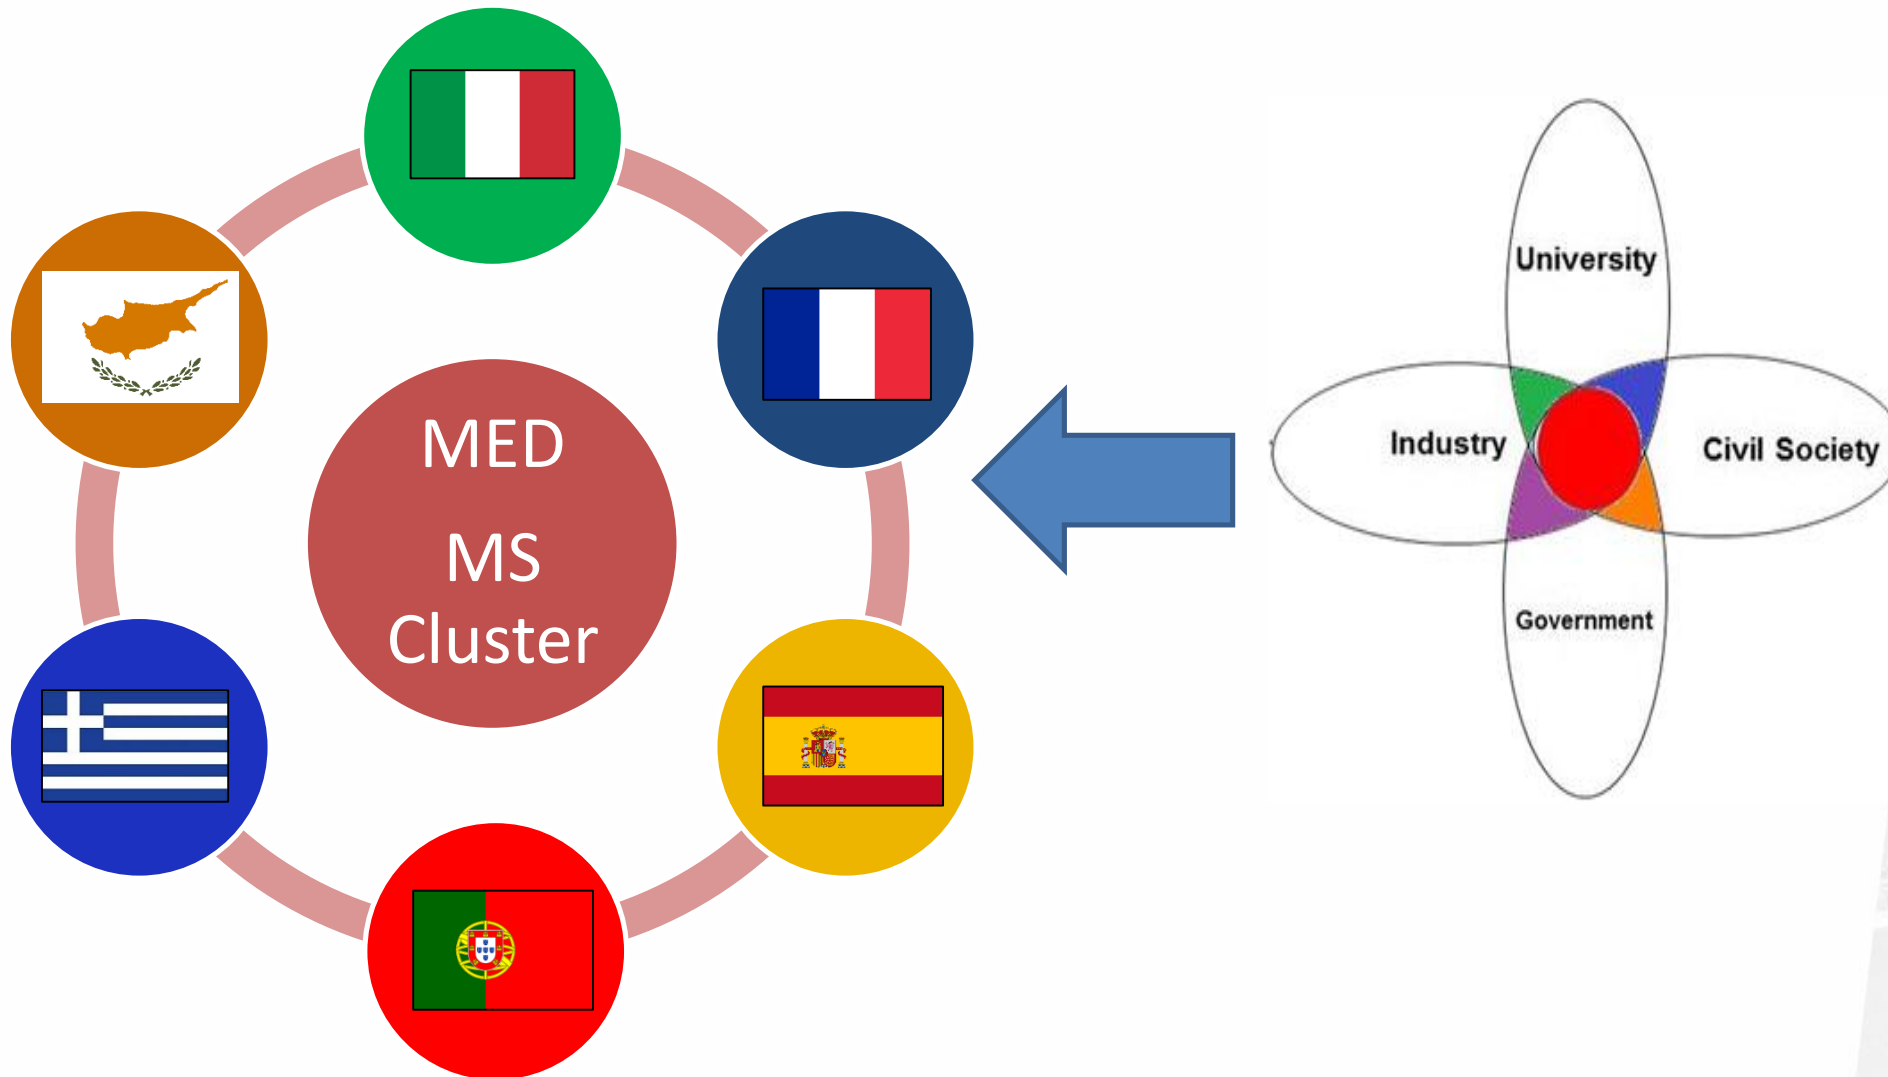 MED
MS
Cluster
University
Industry
Civil Society
Government